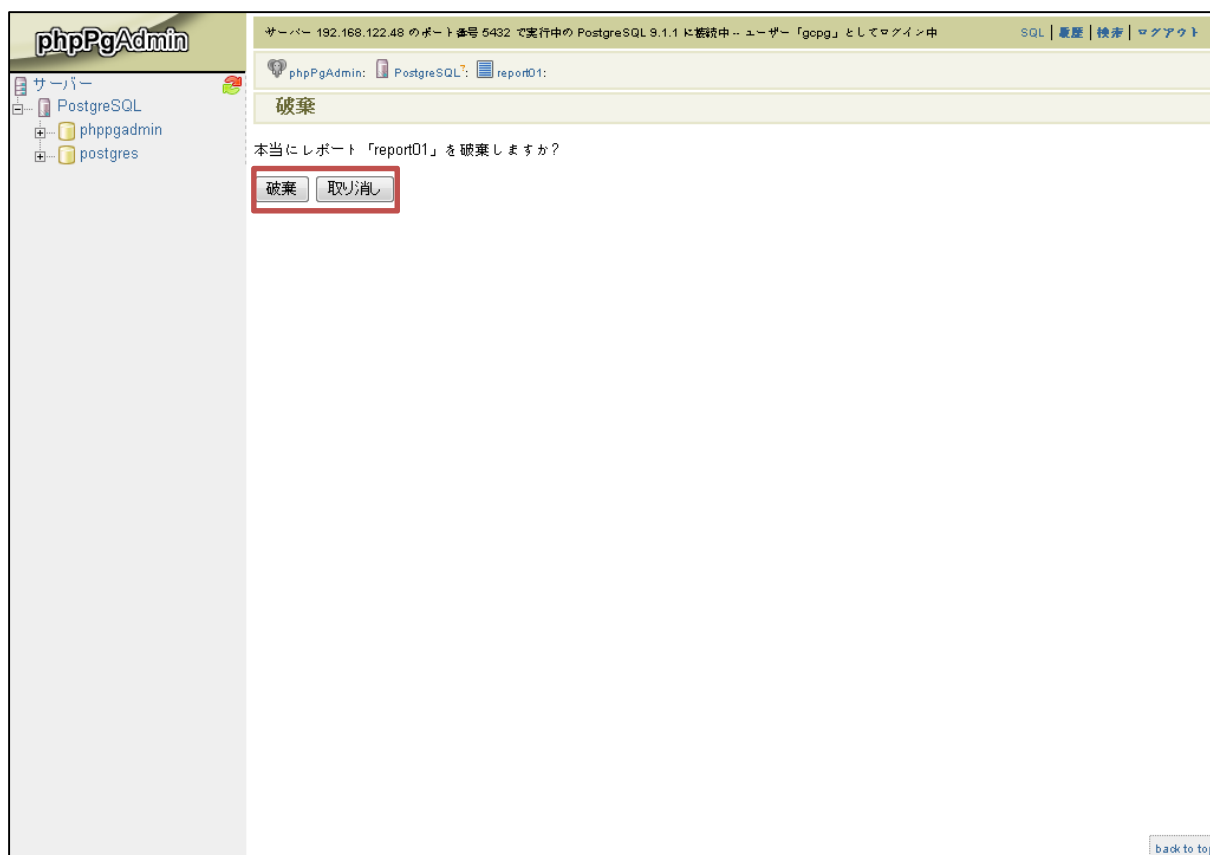 phpPgAdmin
サーバー 192.168.122.48 のポート番号 5432 で実行中の PostgreSQL 9.1.1 に接続中 -- ユーザー「gopg」としてログイン中
SQL | 履歴 | 検索 | ログアウト
サーバー
PostgreSQL
phppgadmin
postgres
phpPgAdmin: PostgreSQL?: report01:
破棄
本当にレポート「report01」を破棄しますか?
破棄 取り消し
back to top